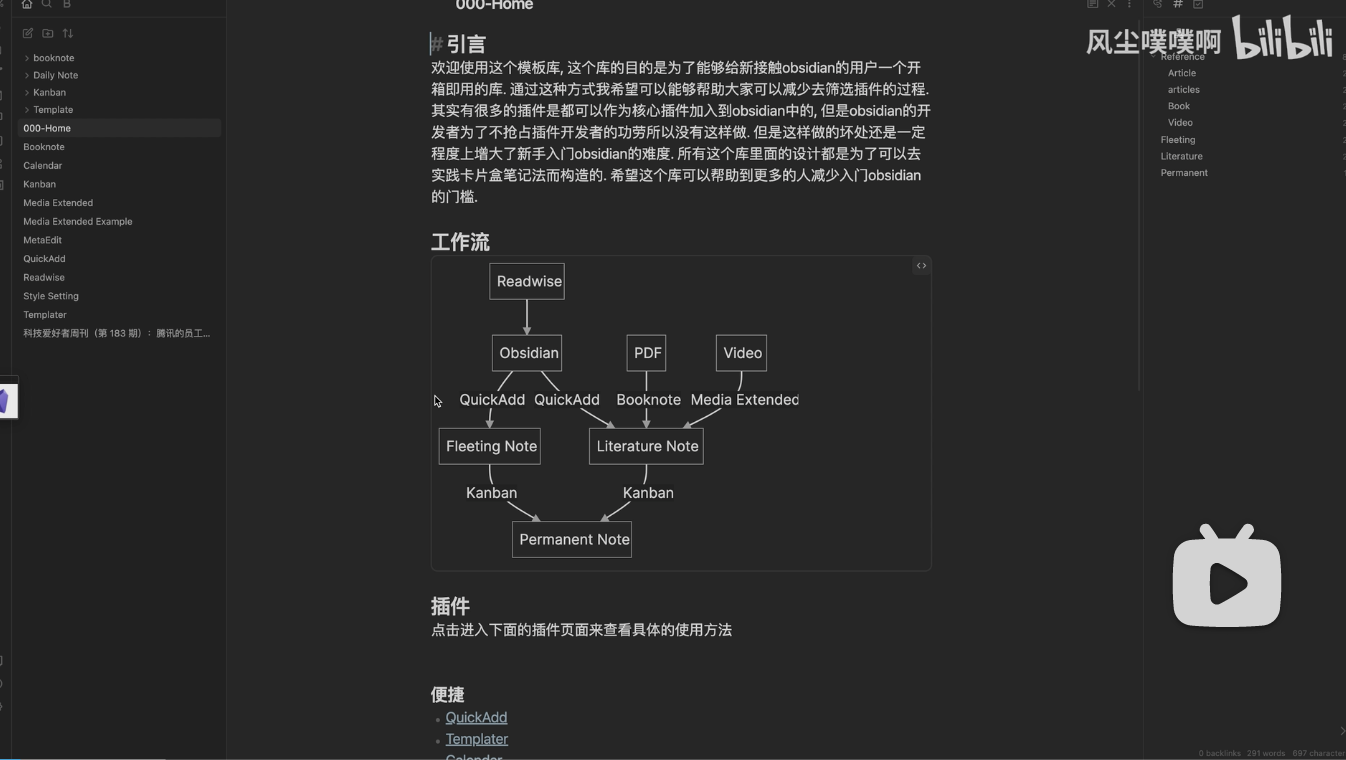 000-Home
风尘噗噗啊 bilibili
booknote
Daily Note
Kanban
Template
000-Home
Booknote
Calendar
Kanban
Media Extended
Media Extended Example
MetaEdit
QuickAdd
Readwise
Style Setting
Templater
科技爱好者周刊（第 183 期）：腾讯的员工...
# 引言
欢迎使用这个模板库, 这个库的目的是为了能够给新接触obsidian的用户一个开
箱即用的库. 通过这种方式我希望可以能够帮助大家可以减少去筛选插件的过程.
其实有很多的插件是都可以作为核心插件加入到obsidian中的, 但是obsidian的开
发者为了不抢占插件开发者的功劳所以没有这样做. 但是这样做的坏处还是一定
程度上增大了新手入门obsidian的难度. 所有这个库里面的设计都是为了可以去
实践卡片盒笔记法而构造的. 希望这个库可以帮助到更多的人减少入门obsidian
的门槛.
工作流
Readwise
Obsidian PDF Video
QuickAdd QuickAdd Booknote Media Extended
Fleeting Note Literature Note
Kanban Kanban
Permanent Note
插件
点击进入下面的插件页面来查看具体的使用方法
便捷
QuickAdd
Templater
Calendar
Reference
Article
articles
Book
Video
Fleeting
Literature
Permanent
0 backlinks 291 words 697 character